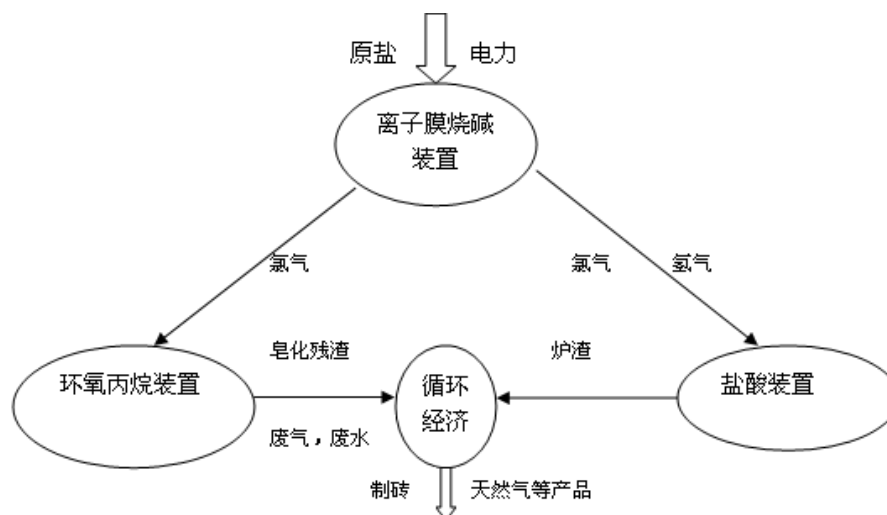 原盐
电力
离子膜烧碱
装置
氯气
氯气
氢气
皂化残渣
炉渣
环氧丙烷装置
循环
经济
盐酸装置
废气，废水
制砖
天然气等产品